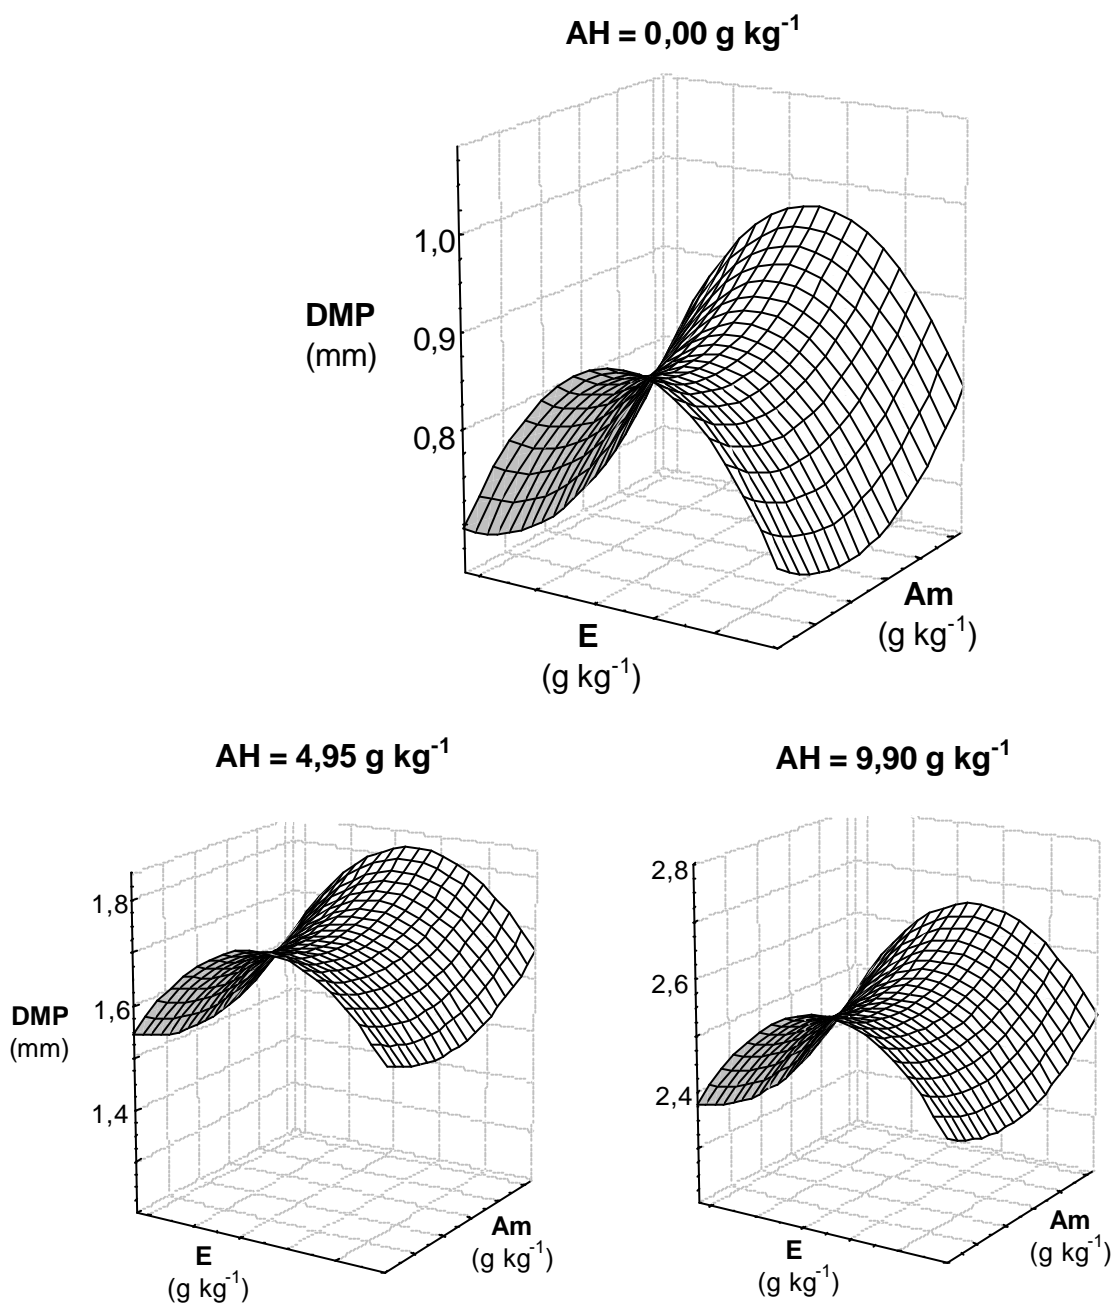 AH = 0,00 g kg⁻¹
1,0
DMP
(mm)
0,9
0,8
Am
(g kg⁻¹)
E
(g kg⁻¹)
AH = 4,95 g kg⁻¹
1,8
DMP
(mm)
1,6
1,4
Am
(g kg⁻¹)
E
(g kg⁻¹)
AH = 9,90 g kg⁻¹
2,8
2,6
2,4
Am
(g kg⁻¹)
E
(g kg⁻¹)